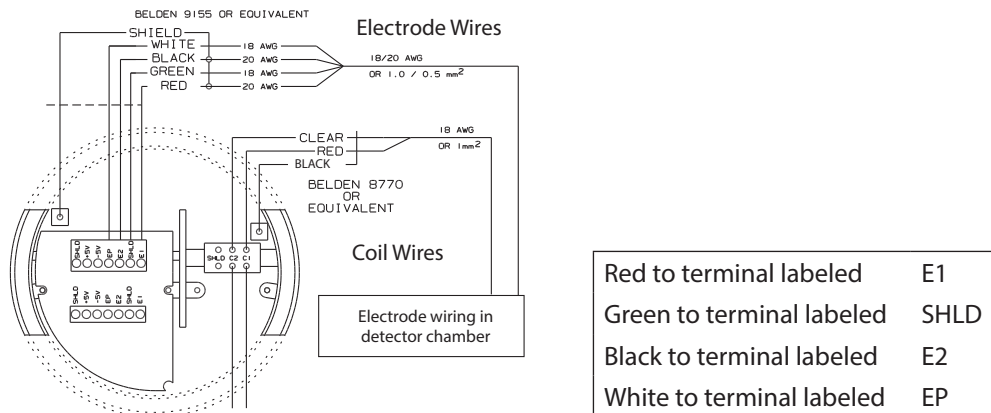 BELDEN 9155 OR EQUIVALENT
Electrode Wires
SHIELD
WHITE 18 AWG
BLACK 20 AWG
GREEN 18 AWG
RED 20 AWG
18/20 AWG
OR 1.0 / 0.5 mm²
CLEAR
RED
BLACK
18 AWG
OR 1mm²
BELDEN 8770
OR
EQUIVALENT
Coil Wires
SHLD +5V -5V EP E2 SHLD E1
SHLD C2 C1
SHLD +5V -5V EP E2 SHLD E1
Electrode wiring in
detector chamber
Red to terminal labeled E1
Green to terminal labeled SHLD
Black to terminal labeled E2
White to terminal labeled EP